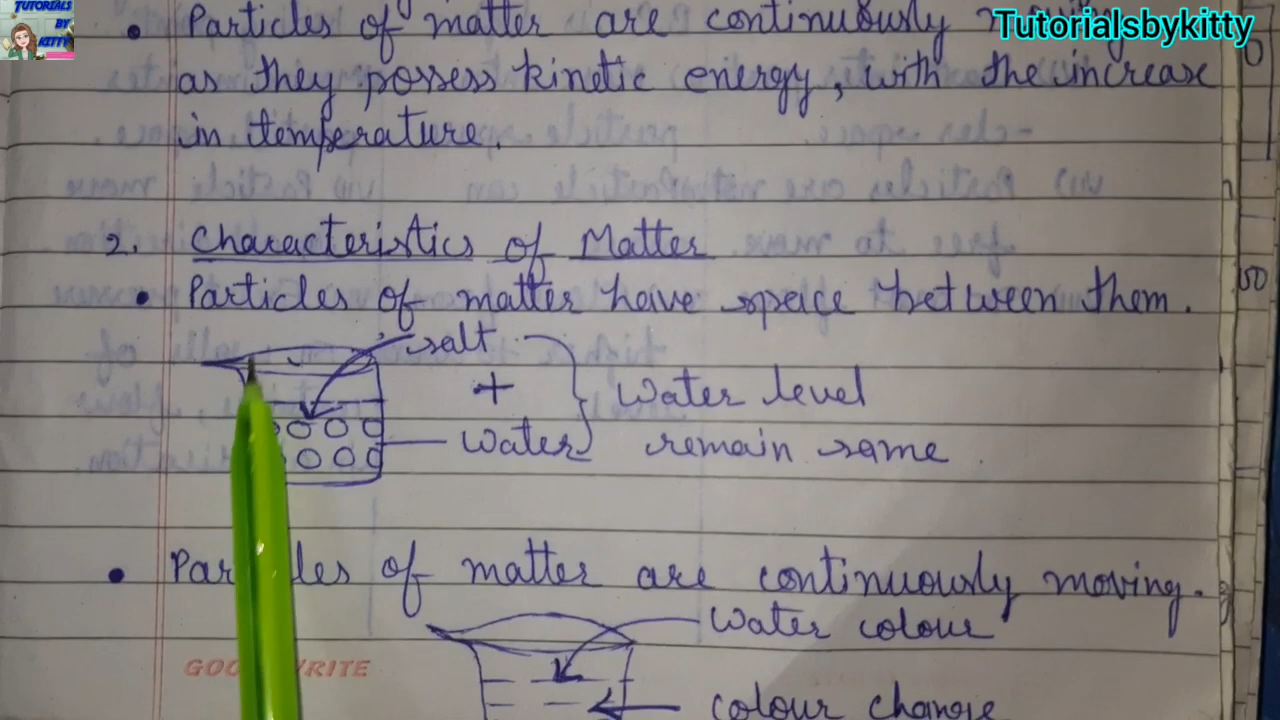 TUTORIALS
BY
KITTY
Tutorialsbykitty
• Particles of matter are continuously
as they possess kinetic energy, with the increase
in temperature.
2. Characteristics of Matter
• Particles of matter have space between them.
salt
+
Water
Water level
remain same.
• Particles of matter are continuously moving.
Water colour
colour change